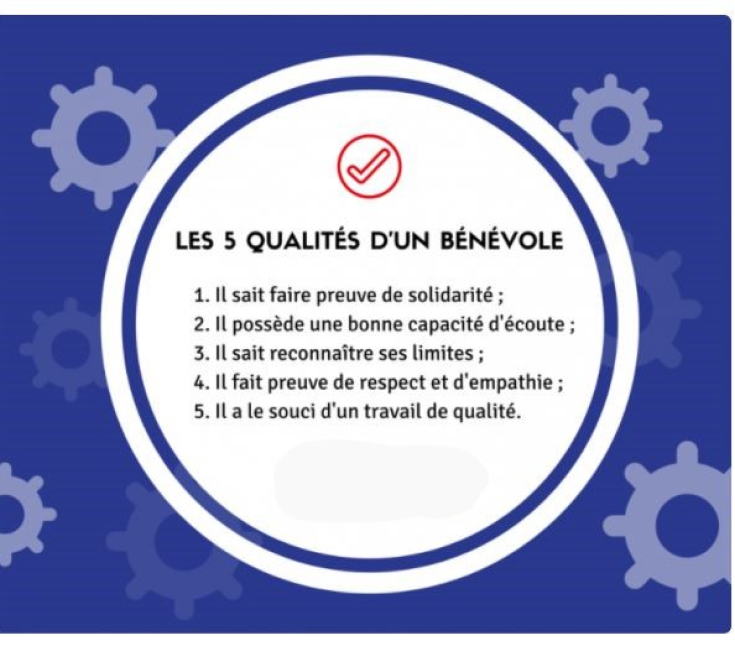 LES 5 QUALITÉS D'UN BÉNÉVOLE
1. Il sait faire preuve de solidarité ;
2. Il possède une bonne capacité d'écoute ;
3. Il sait reconnaître ses limites ;
4. Il fait preuve de respect et d'empathie ;
5. Il a le souci d'un travail de qualité.